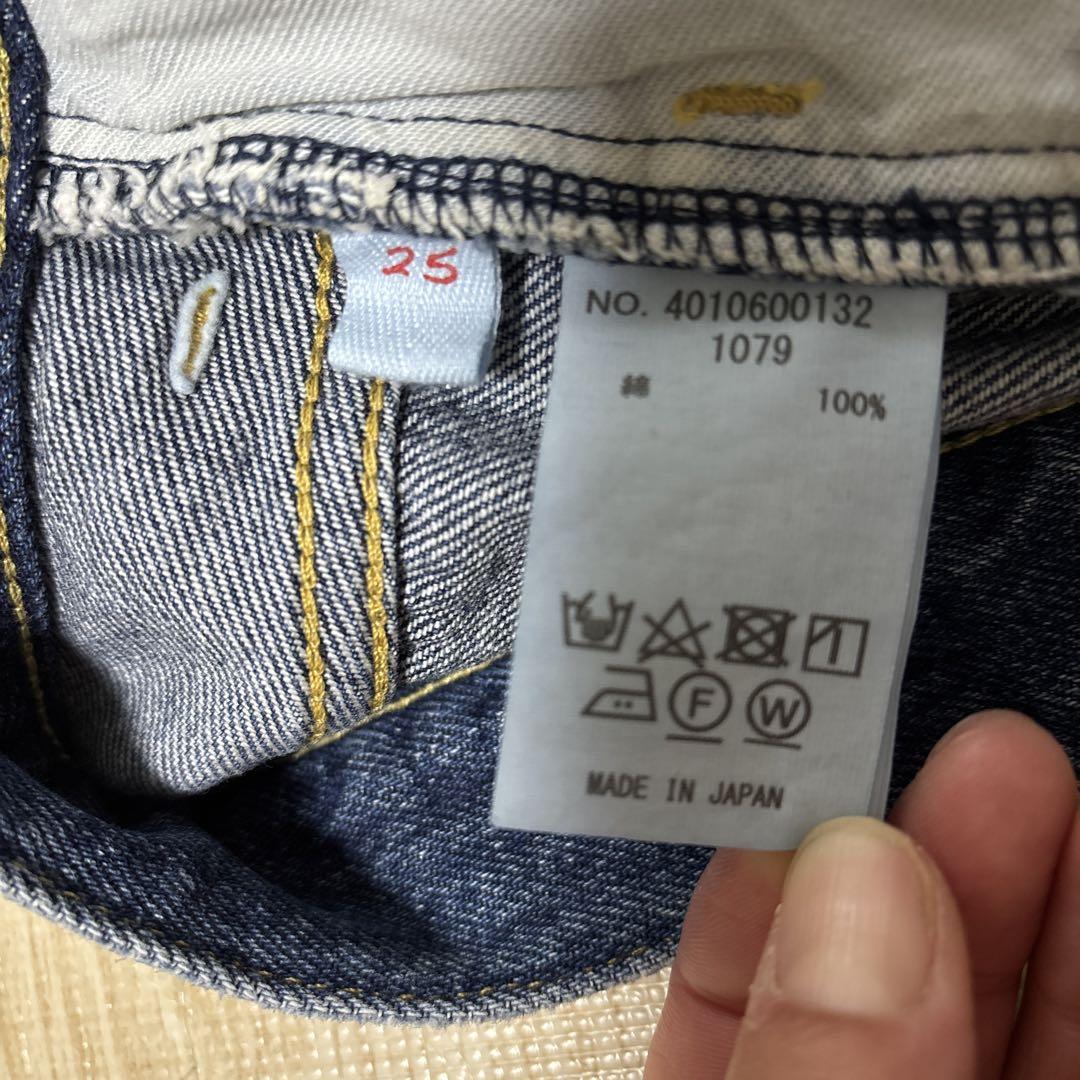 25
NO. 4010600132
1079
綿 100%
F W
MADE IN JAPAN